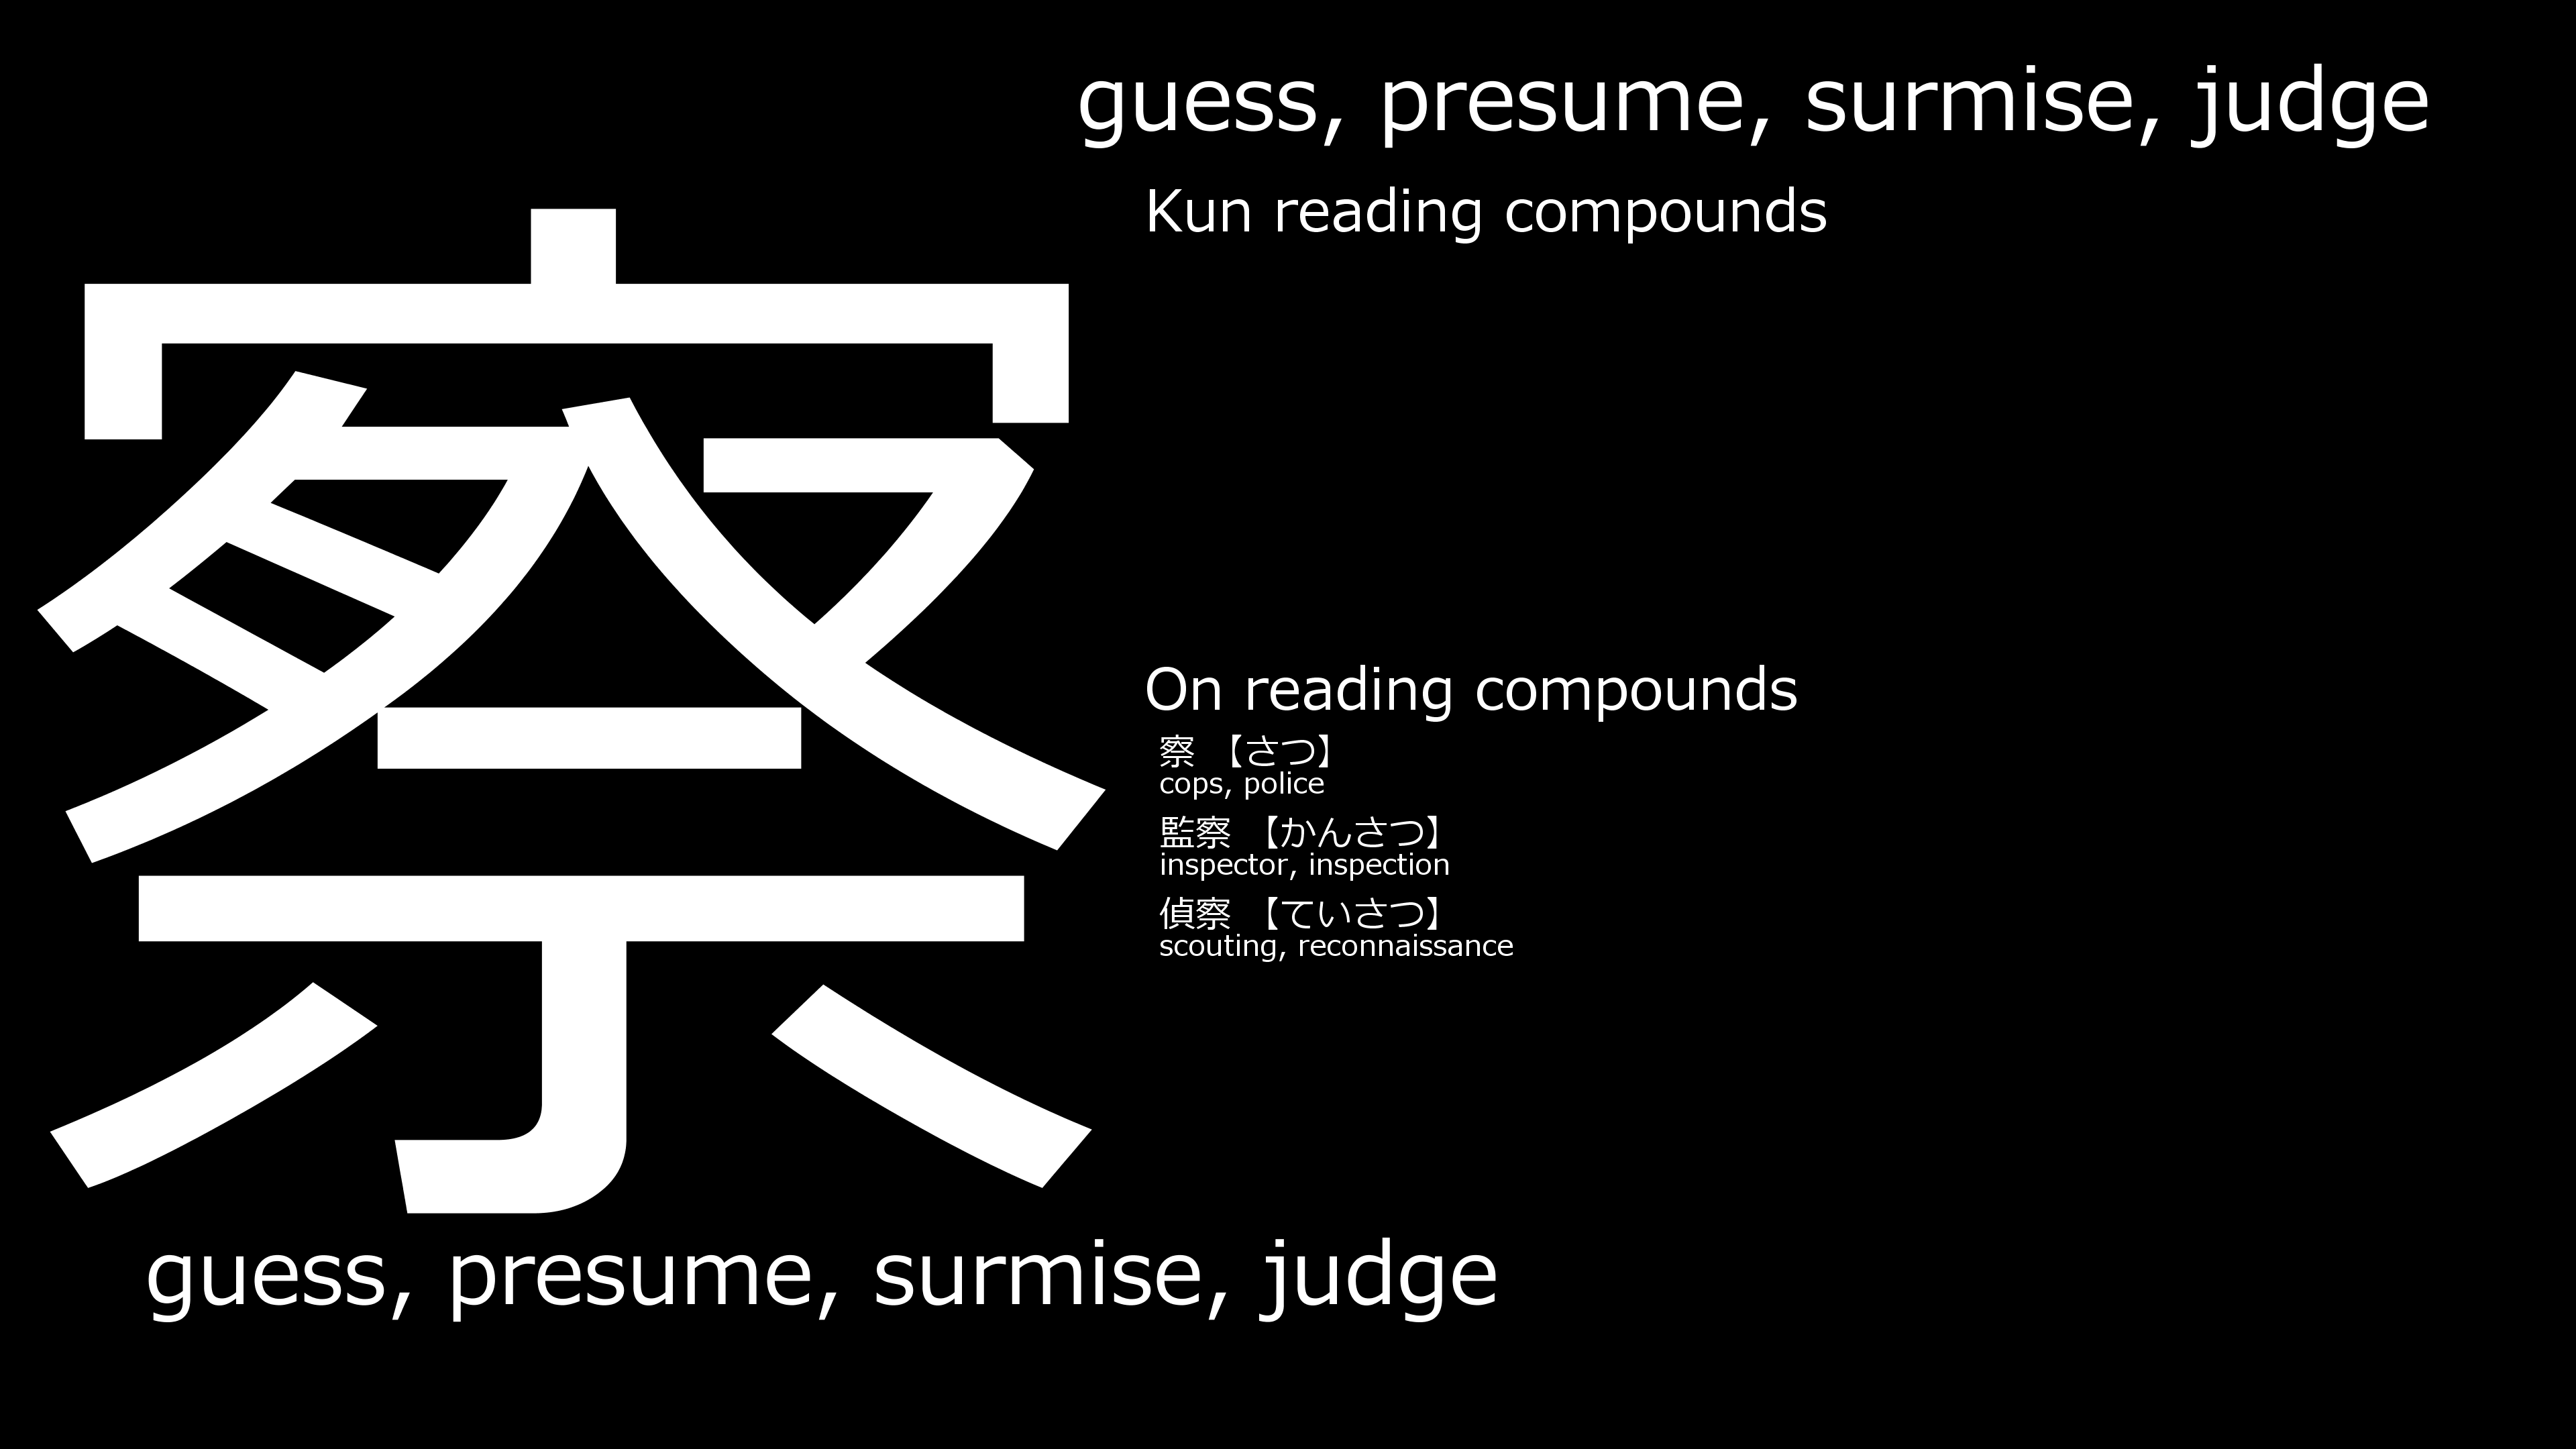 guess, presume, surmise, judge
Kun reading compounds
察
On reading compounds
察 【さつ】
cops, police
監察 【かんさつ】
inspector, inspection
偵察 【ていさつ】
scouting, reconnaissance
guess, presume, surmise, judge